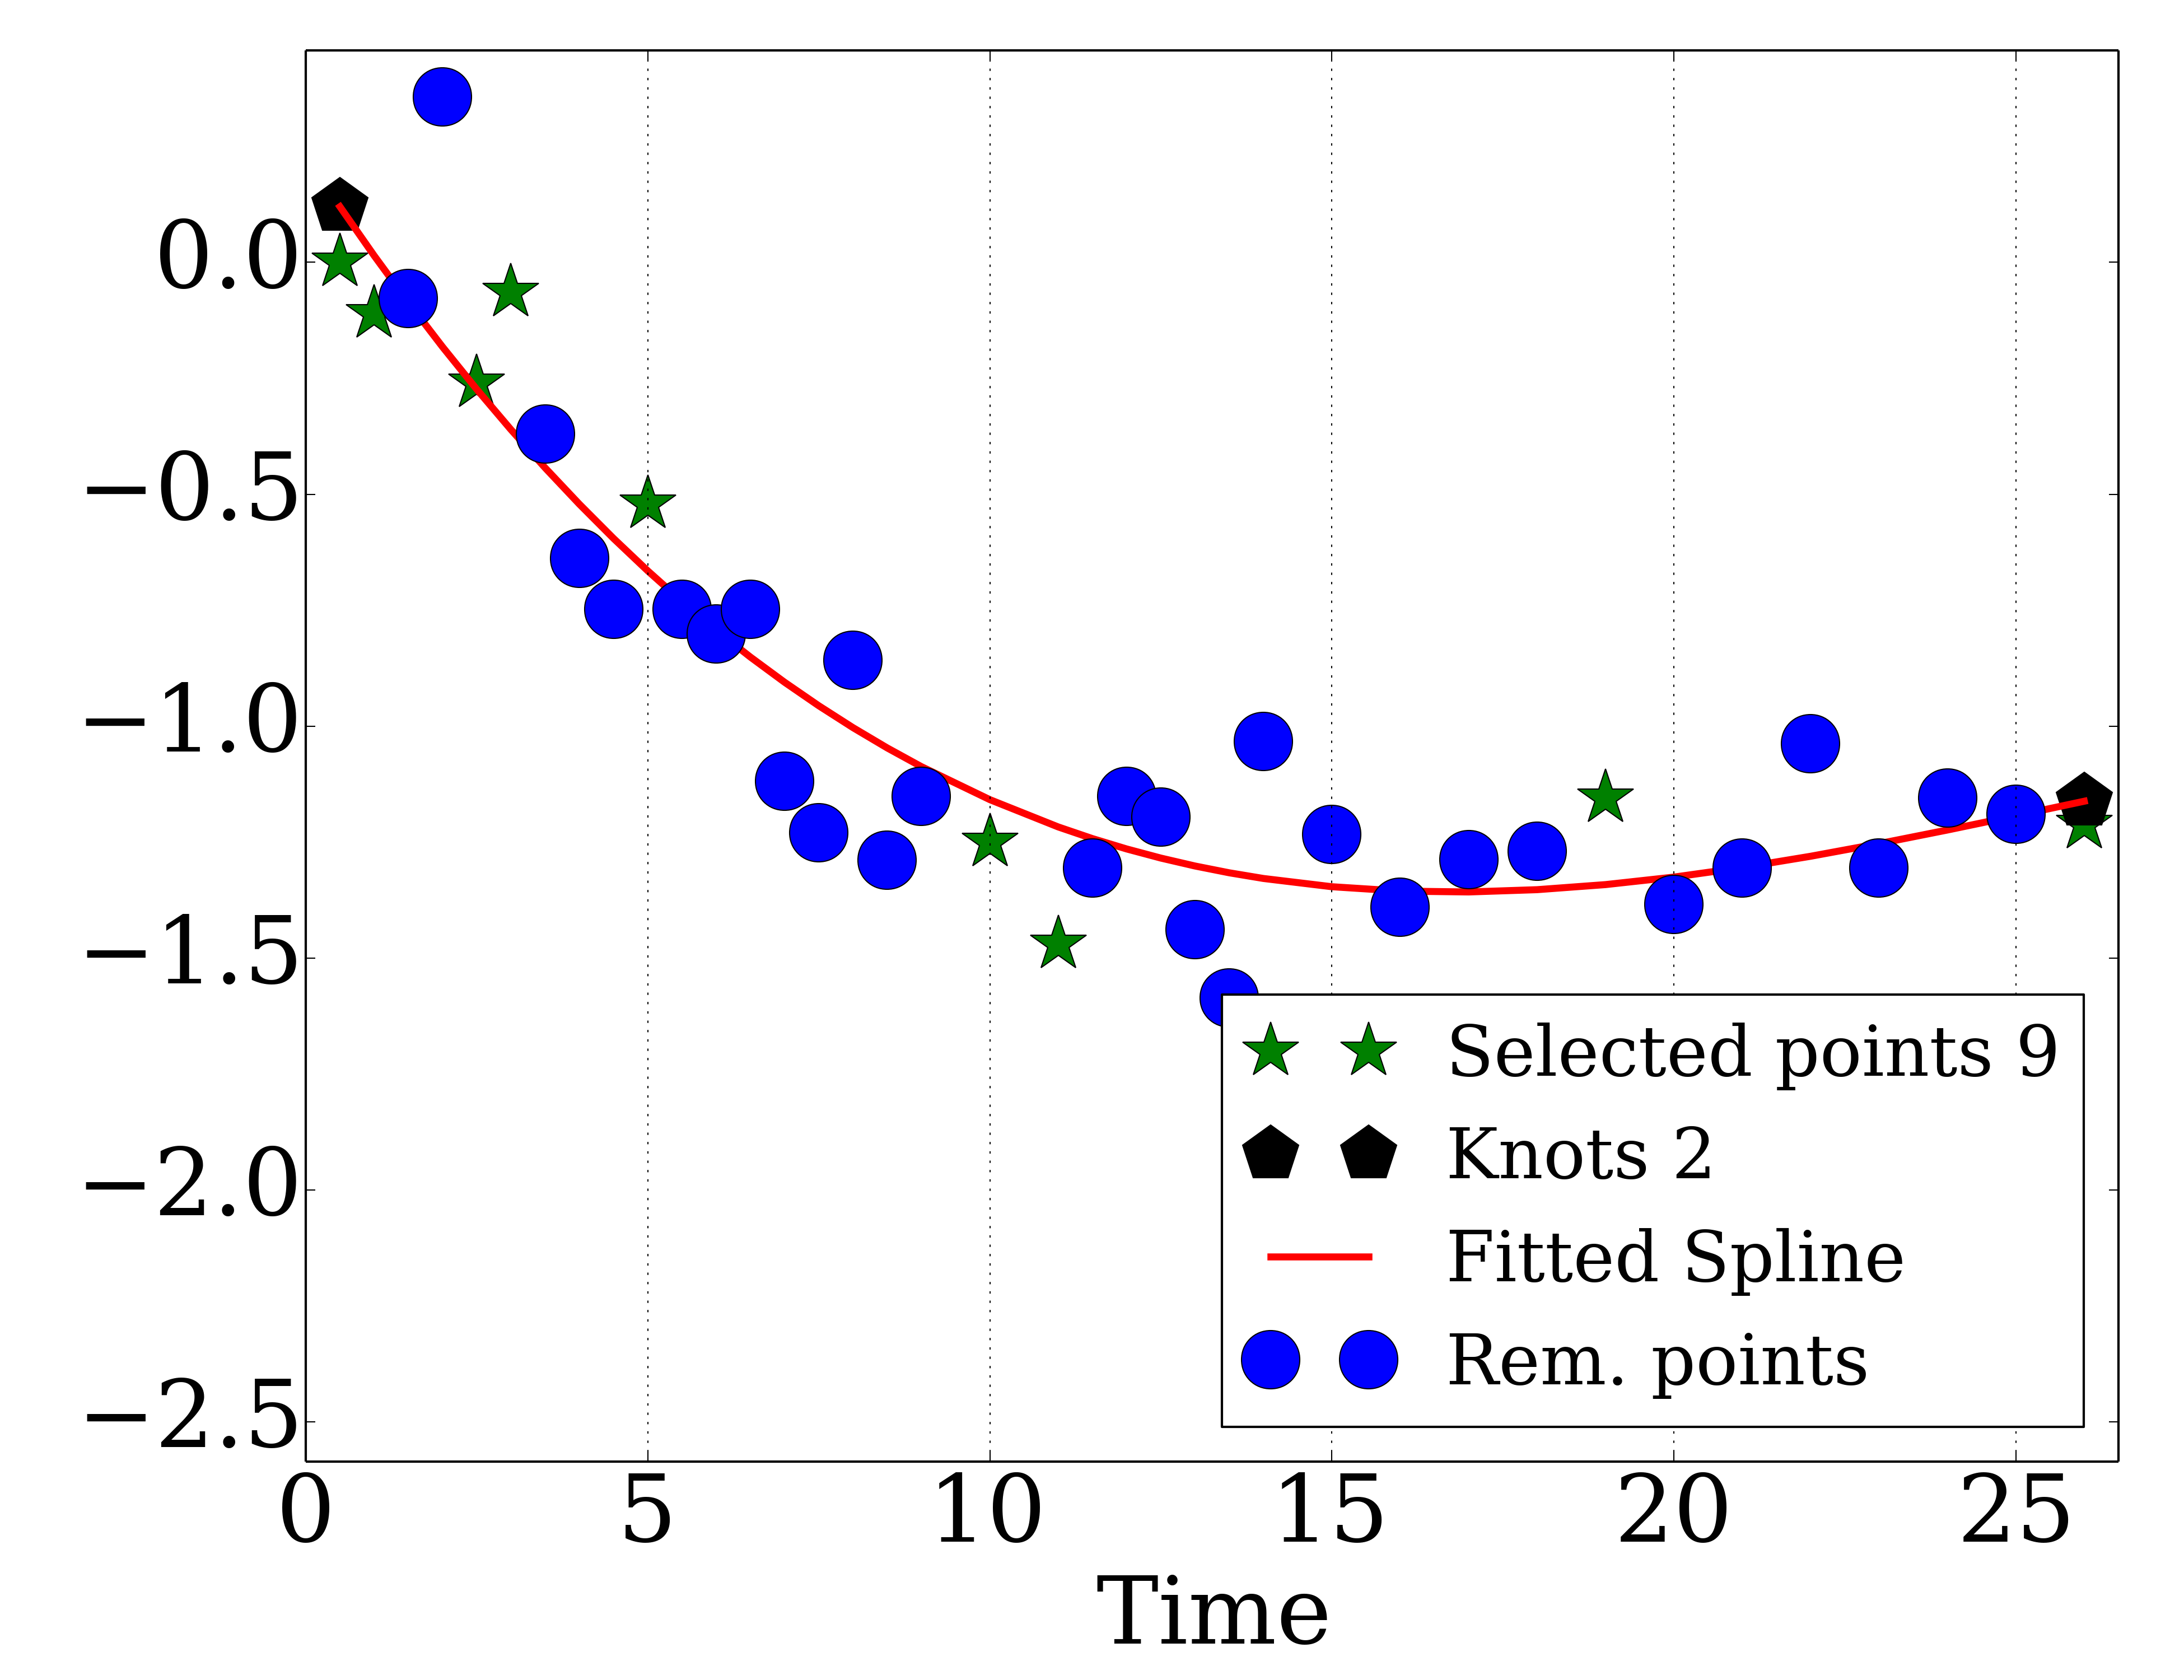 0.0
−0.5
−1.0
−1.5
−2.0
−2.5
0 5 10 15 20 25
Time
Selected points 9
Knots 2
Fitted Spline
Rem. points